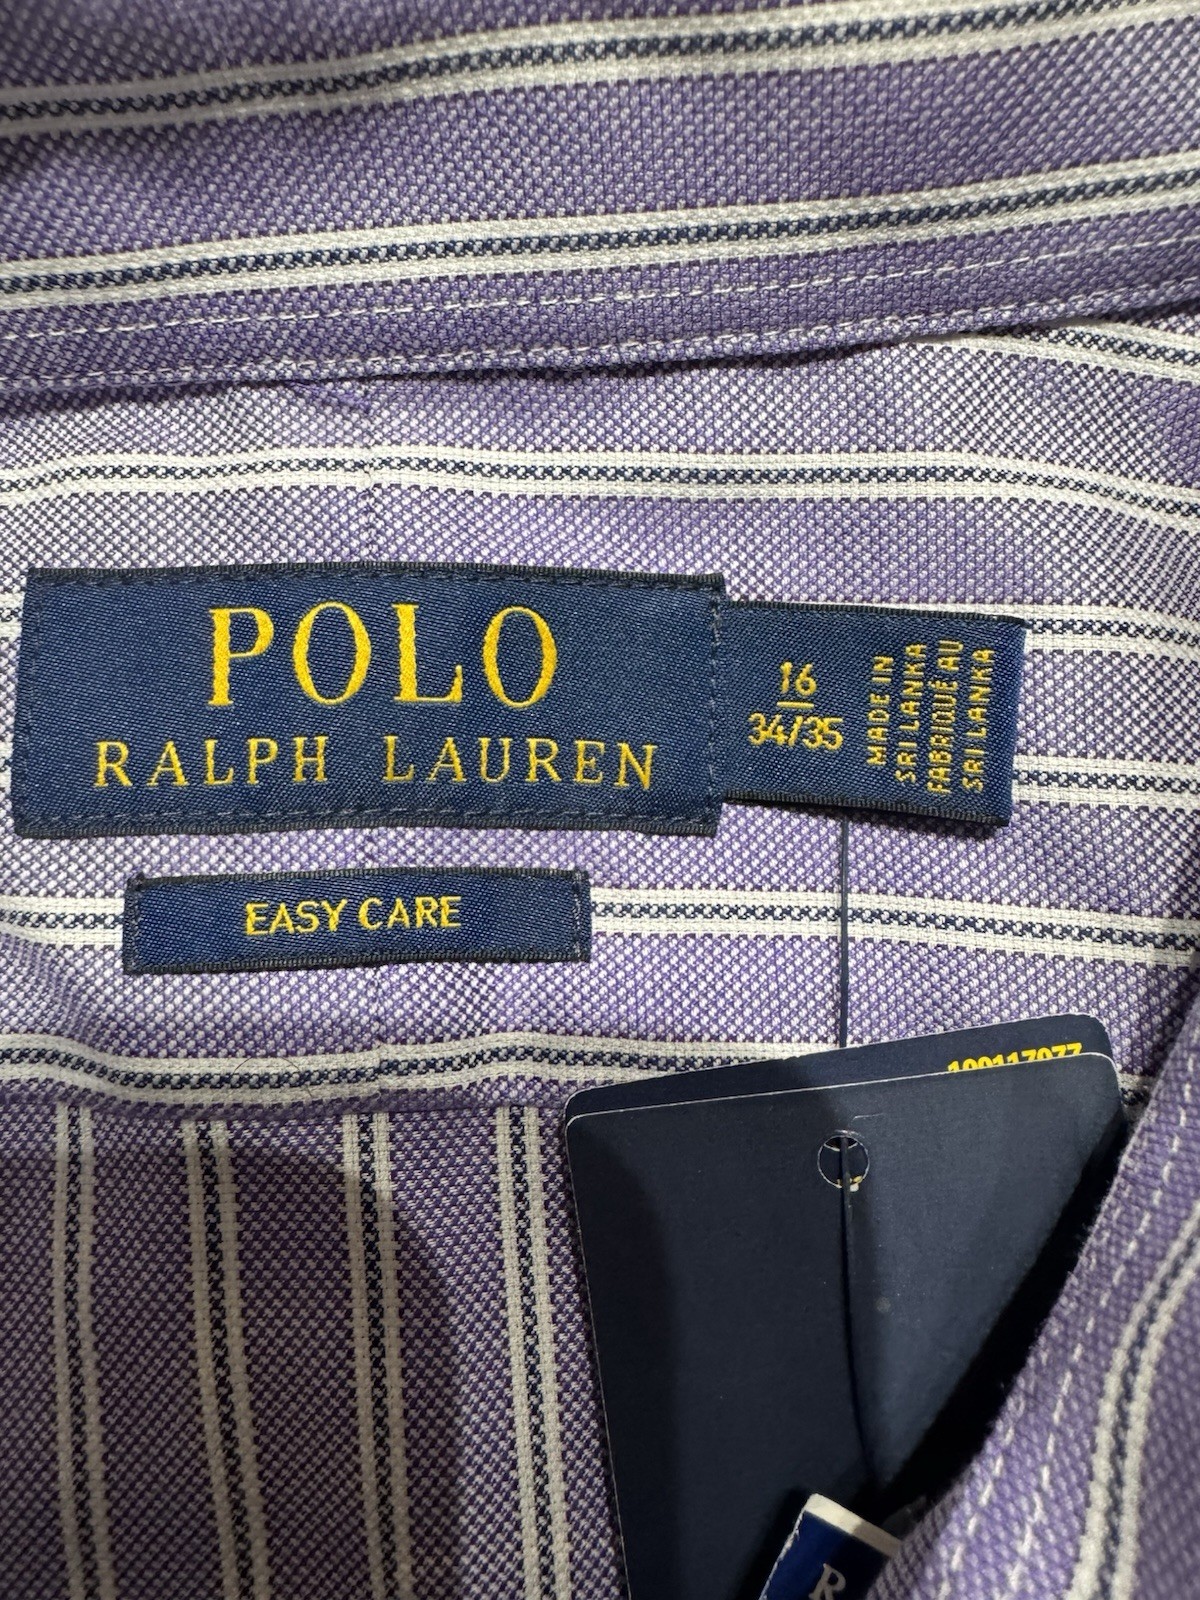 POLO
RALPH LAUREN
16
34/35
MADE IN
SRI LANKA
FABRIQUÉ AU
SRI LANKA
EASY CARE
R